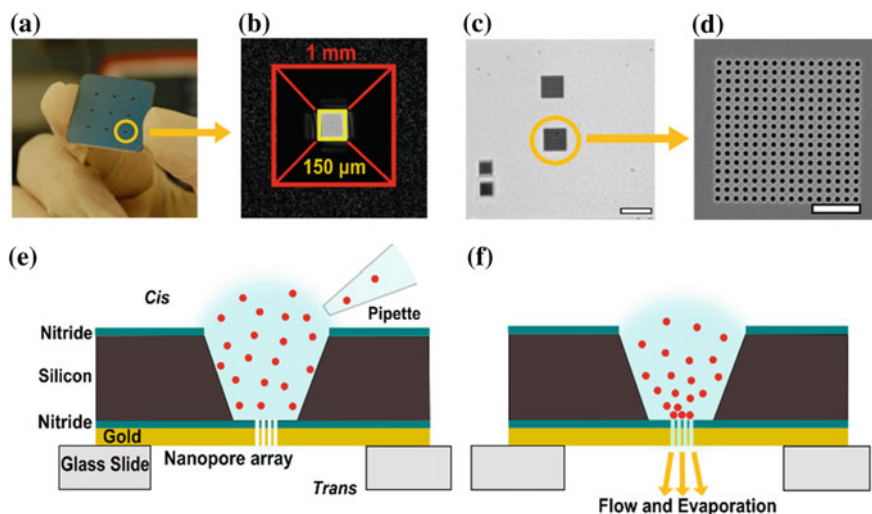 (a)
(b)
(c)
(d)
1 mm
150 µm
(e)
(f)
Cis
Pipette
Nitride
Silicon
Nitride
Gold
Glass Slide
Nanopore array
Trans
Flow and Evaporation